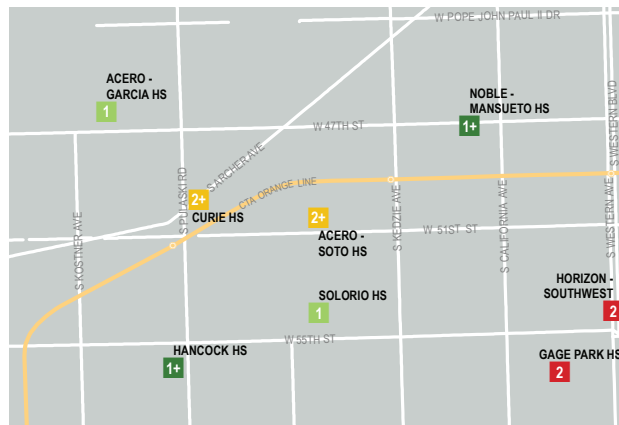 W POPE JOHN PAUL II DR
ACERO -
GARCIA HS
1
NOBLE -
MANSUETO HS
1+
W 47TH ST
S WESTERN BLVD
S ARCHER AVE
S PULASKI RD
CTA ORANGE LINE
2+
CURIE HS
2+
ACERO -
SOTO HS
W 51ST ST
S KOSTNER AVE
S KEDZIE AVE
S CALIFORNIA AVE
S WESTERN AVE
HORIZON -
SOUTHWEST
2
SOLORIO HS
1
W 55TH ST
HANCOCK HS
1+
GAGE PARK HS
2